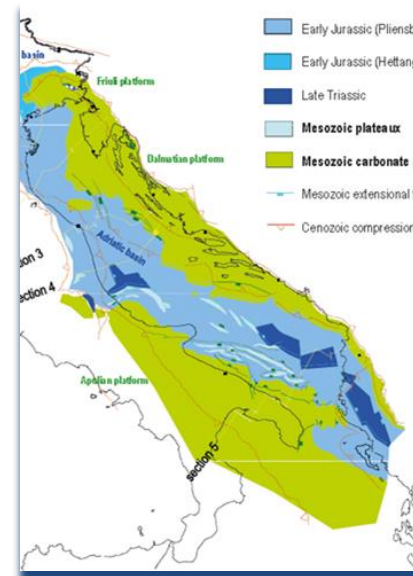 basin
Friuli platform
Dalmatian platform
Adriatic basin
section 3
section 4
Apulian platform
section 5
Early Jurassic (Pliensb
Early Jurassic (Hettang
Late Triassic
Mesozoic plateaux
Mesozoic carbonate
Mesozoic extensional
Cenozoic compression